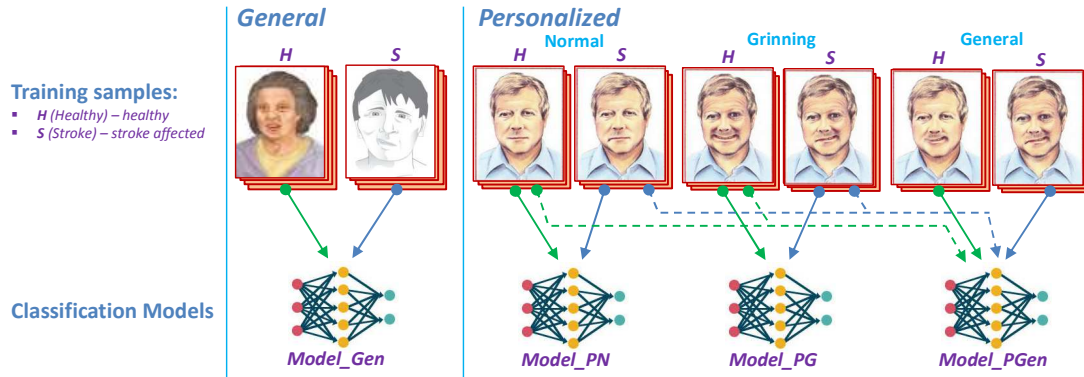 General
Personalized
Normal
Grinning
General
H
S
H
S
H
S
H
S
Training samples:
▪ H (Healthy) – healthy
▪ S (Stroke) – stroke affected
Classification Models
Model_Gen
Model_PN
Model_PG
Model_PGen